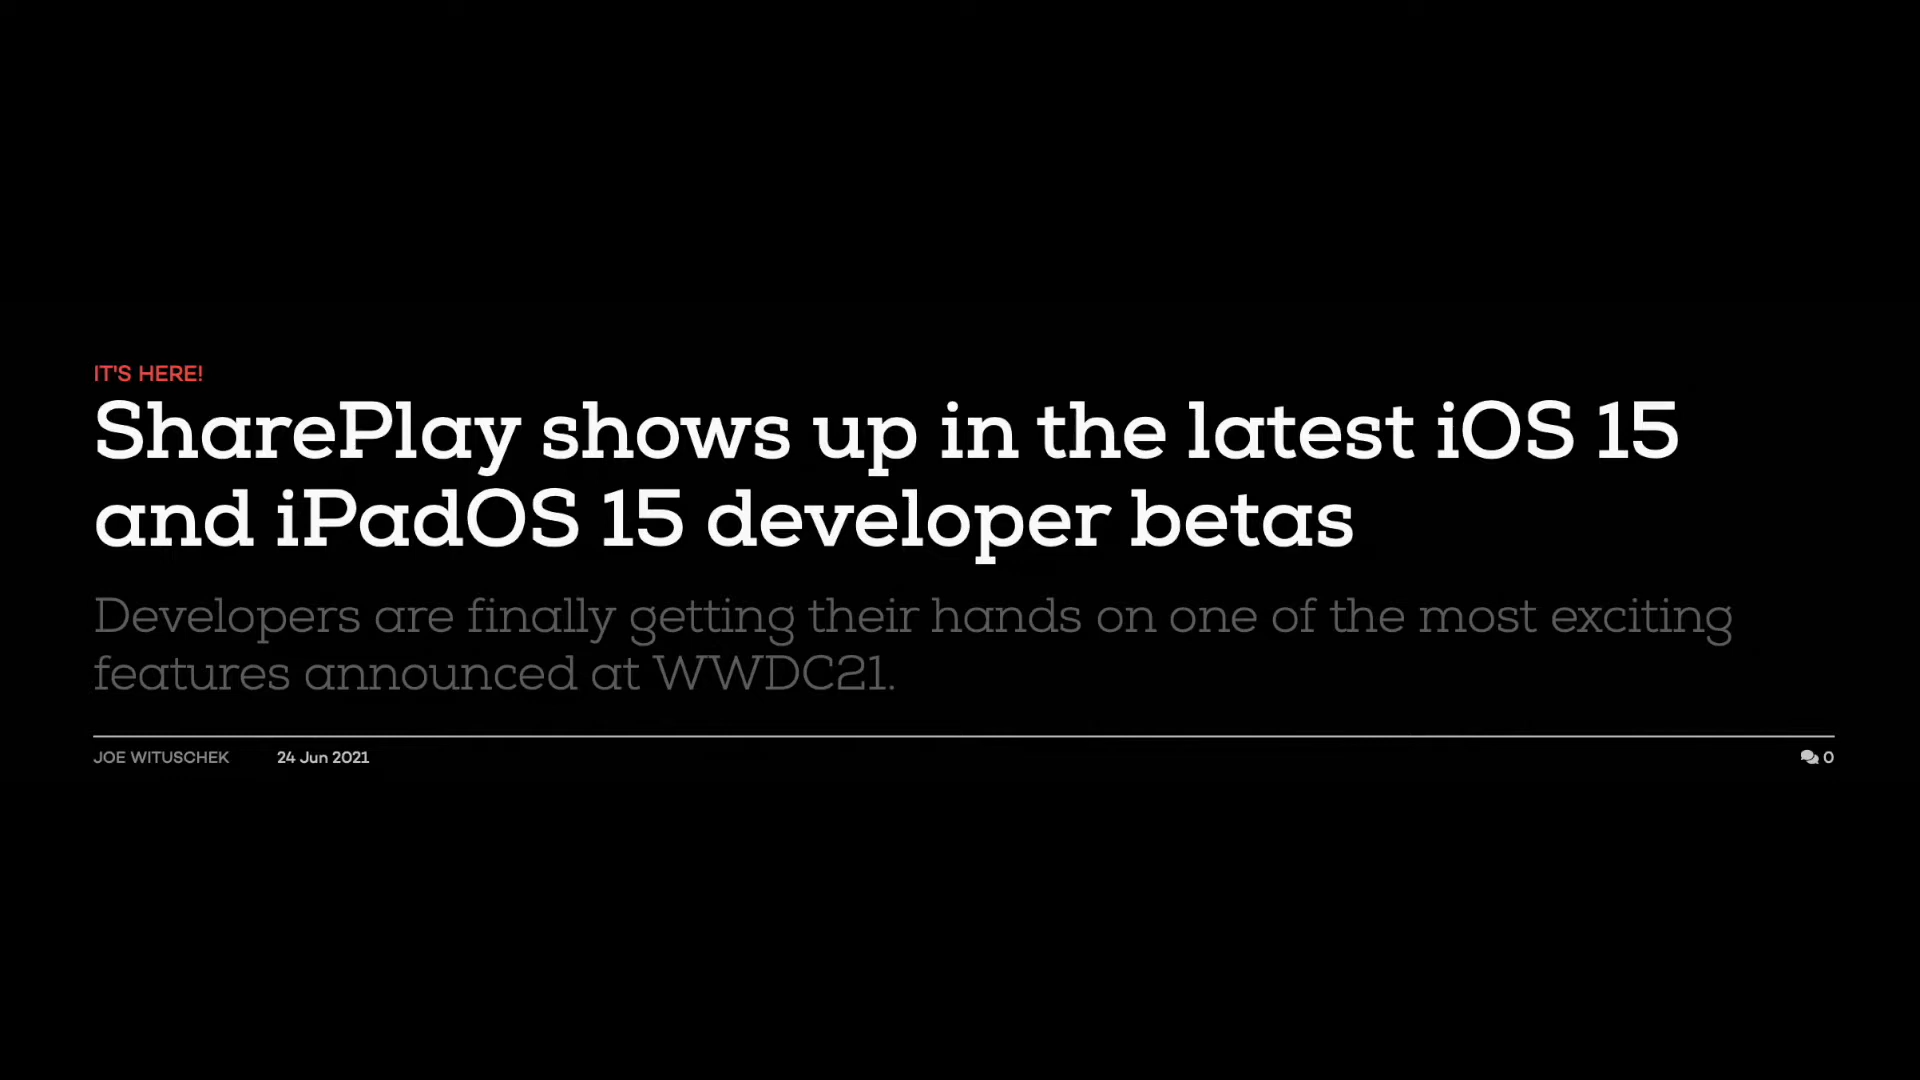 IT'S HERE!
SharePlay shows up in the latest iOS 15
and iPadOS 15 developer betas
Developers are finally getting their hands on one of the most exciting
features announced at WWDC21.
JOE WITUSCHEK 24 Jun 2021 0